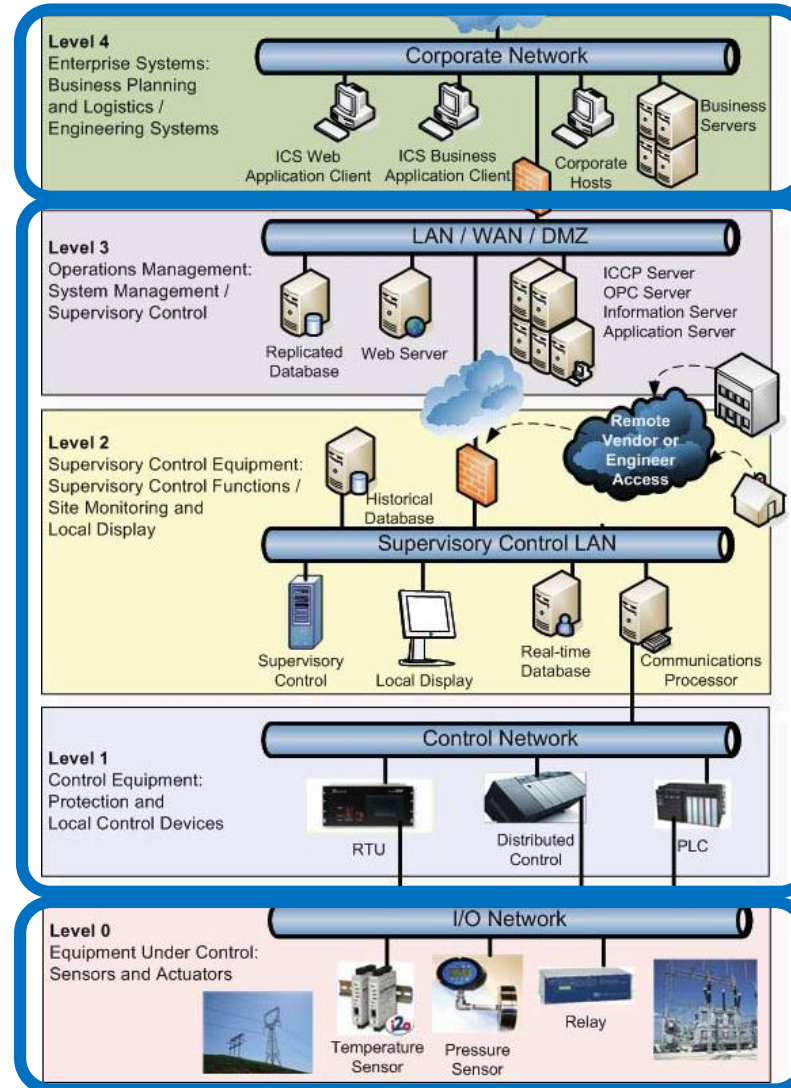 Level 4
Enterprise Systems:
Business Planning
and Logistics /
Engineering Systems
Corporate Network
ICS Web
Application Client
ICS Business
Application Client
Corporate
Hosts
Business
Servers
Level 3
Operations Management:
System Management /
Supervisory Control
LAN / WAN / DMZ
Replicated
Database
Web Server
ICCP Server
OPC Server
Information Server
Application Server
Level 2
Supervisory Control Equipment:
Supervisory Control Functions /
Site Monitoring and
Local Display
Historical
Database
Remote
Vendor or
Engineer
Access
Supervisory Control LAN
Supervisory
Control
Local Display
Real-time
Database
Communications
Processor
Level 1
Control Equipment:
Protection and
Local Control Devices
Control Network
RTU
Distributed
Control
PLC
Level 0
Equipment Under Control:
Sensors and Actuators
I/O Network
Temperature
Sensor
Pressure
Sensor
Relay